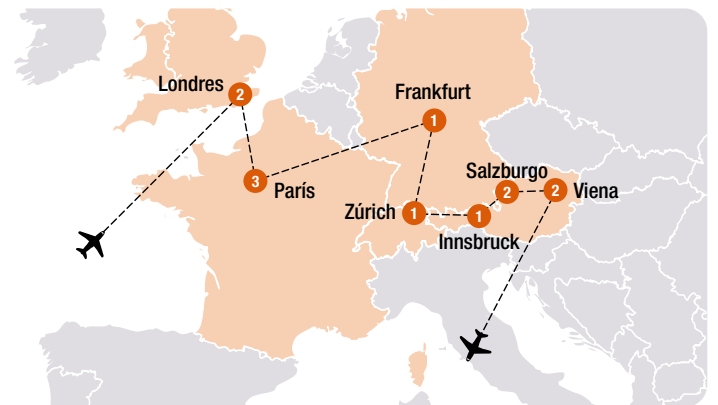 Londres
2
Frankfurt
1
3
París
Salzburgo
2
2
Viena
Zúrich
1
1
Innsbruck